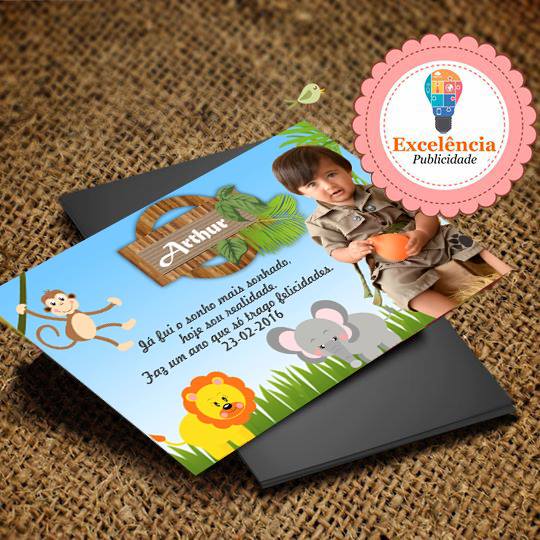 Excelência
Publicidade
Arthur
Já fui o sonho mais sonhado,
hoje sou realidade.
Faz um ano que só trago felicidades.
23-02-2016